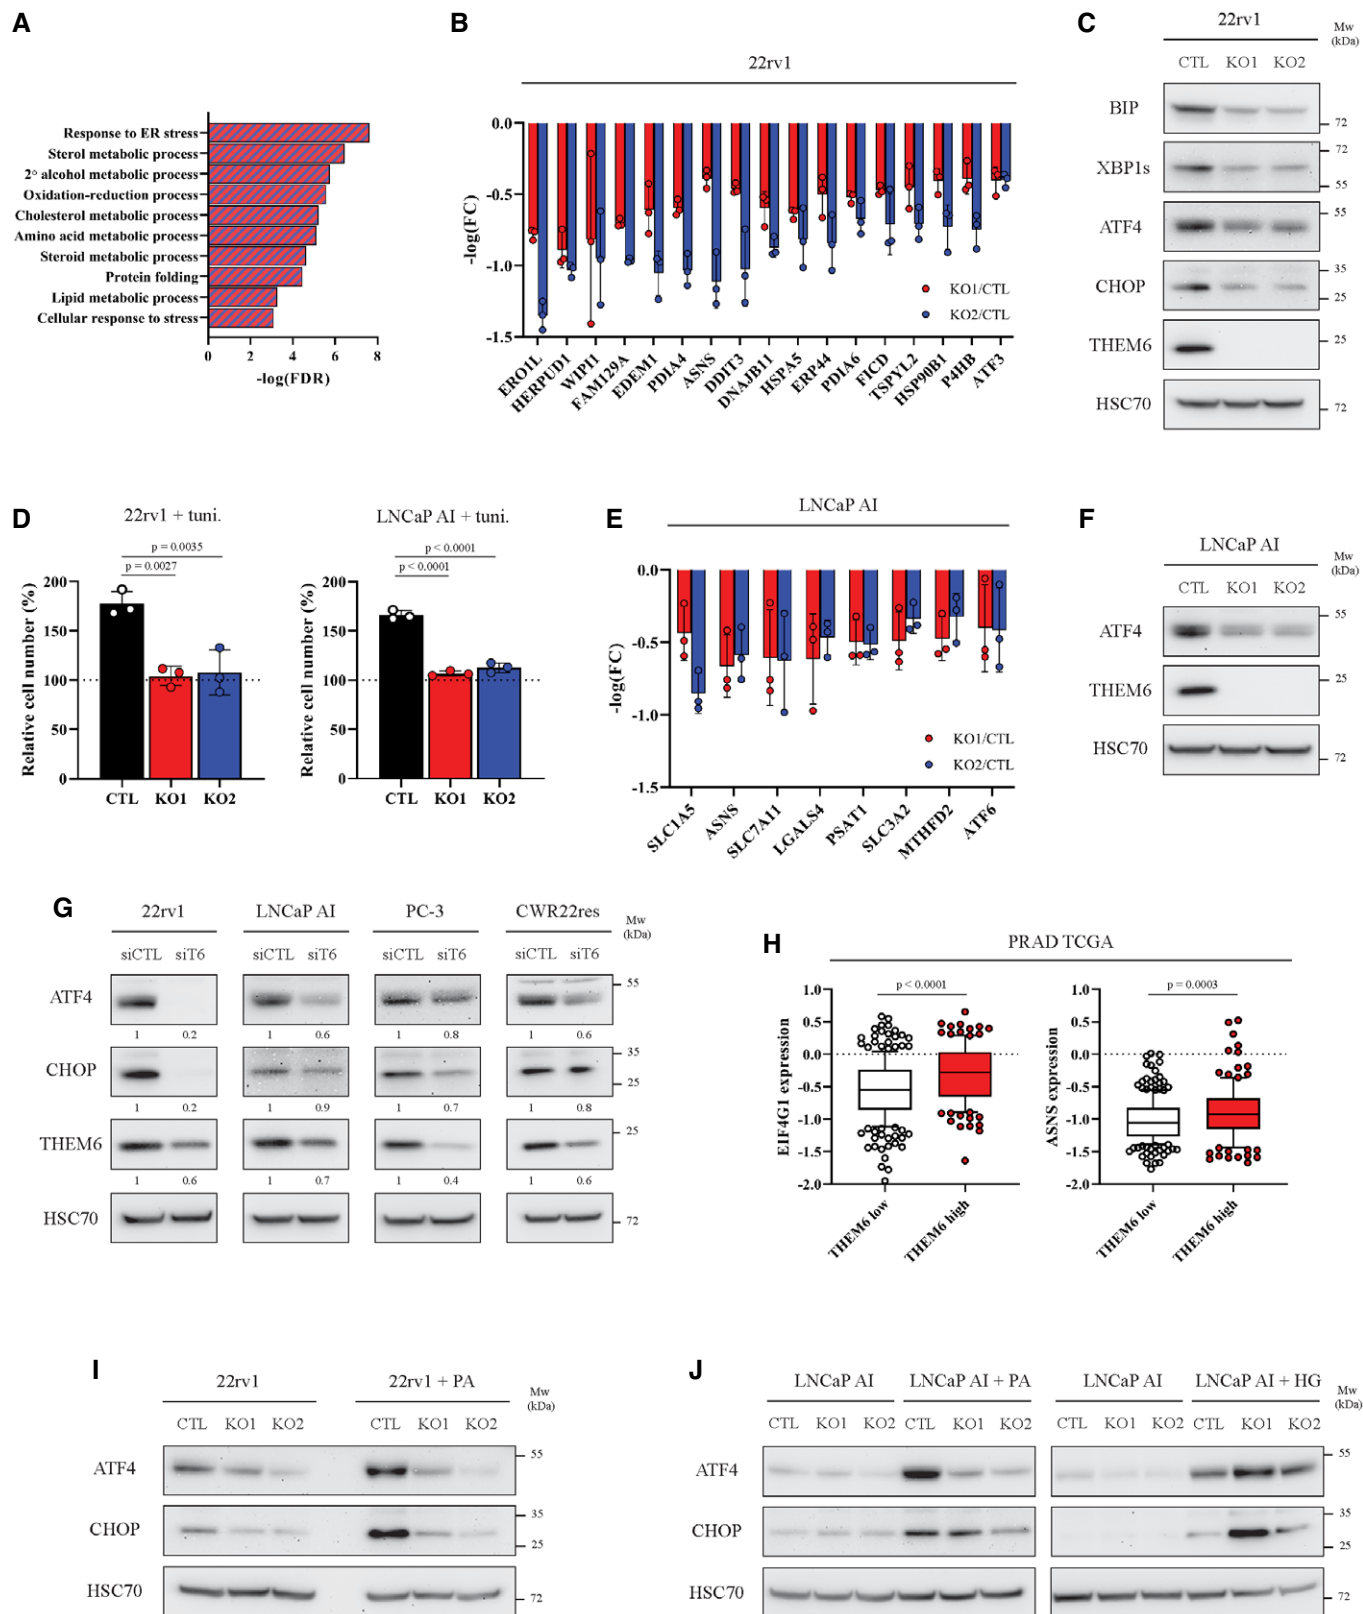 A
Response to ER stress
Sterol metabolic process
2° alcohol metabolic process
Oxidation-reduction process
Cholesterol metabolic process
Amino acid metabolic process
Steroid metabolic process
Protein folding
Lipid metabolic process
Cellular response to stress
0 2 4 6 8
-log(FDR)
B
22rv1
-log(FC)
0.0
-0.5
-1.0
-1.5
KO1/CTL
KO2/CTL
ERO1L HERPUD1 WIPI1 FAM129A EDEM1 PDIA4 ASNS DDIT3 DNAJB11 HSPA5 ERP44 PDIA6 FICD TSPYL2 HSP90B1 P4HB ATF3
C
22rv1
Mw
(kDa)
CTL KO1 KO2
BIP
72
XBP1s
72
55
ATF4
55
CHOP
35
25
THEM6
25
HSC70
72
D
22rv1 + tuni.
p = 0.0035
p = 0.0027
Relative cell number (%)
200
150
100
50
0
CTL KO1 KO2
LNCaP AI + tuni.
p < 0.0001
p < 0.0001
Relative cell number (%)
200
150
100
50
0
CTL KO1 KO2
E
LNCaP AI
-log(FC)
0.0
-0.5
-1.0
-1.5
KO1/CTL
KO2/CTL
SLC1A5 ASNS SLC7A11 LGALS4 PSAT1 SLC3A2 MTHFD2 ATF6
F
LNCaP AI
Mw
(kDa)
CTL KO1 KO2
ATF4
55
THEM6
25
HSC70
72
G
22rv1 LNCaP AI PC-3 CWR22res
Mw
(kDa)
siCTL siT6 siCTL siT6 siCTL siT6 siCTL siT6
ATF4
55
1 0.2 1 0.6 1 0.8 1 0.6
CHOP
35
25
1 0.2 1 0.9 1 0.7 1 0.8
THEM6
25
1 0.6 1 0.7 1 0.4 1 0.6
HSC70
72
H
PRAD TCGA
p < 0.0001
EIF4G1 expression
1.0
0.5
0.0
-0.5
-1.0
-1.5
-2.0
THEM6 low THEM6 high
p = 0.0003
ASNS expression
1.0
0.5
0.0
-0.5
-1.0
-1.5
-2.0
THEM6 low THEM6 high
I
22rv1 22rv1 + PA
Mw
(kDa)
CTL KO1 KO2 CTL KO1 KO2
ATF4
55
CHOP
35
25
HSC70
72
J
LNCaP AI LNCaP AI + PA LNCaP AI LNCaP AI + HG
Mw
(kDa)
CTL KO1 KO2 CTL KO1 KO2 CTL KO1 KO2 CTL KO1 KO2
ATF4
55
CHOP
35
25
HSC70
72